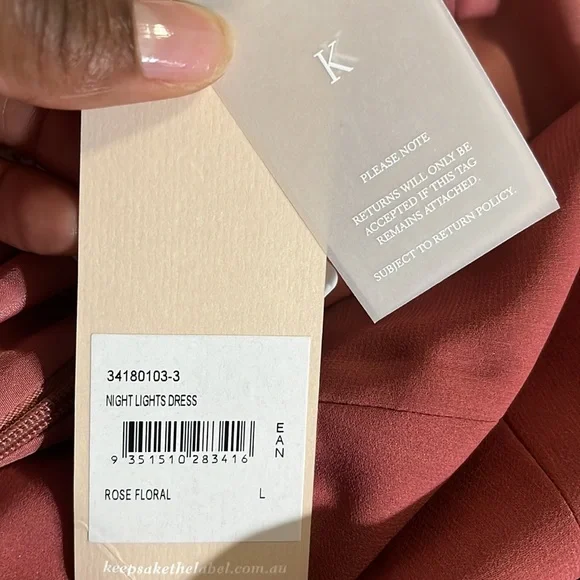 K
PLEASE NOTE
RETURNS WILL ONLY BE
ACCEPTED IF THIS TAG
REMAINS ATTACHED.
SUBJECT TO RETURN POLICY.
34180103-3
NIGHT LIGHTS DRESS
EAN
9 351510 283416
ROSE FLORAL L
keepsakethelabel.com.au